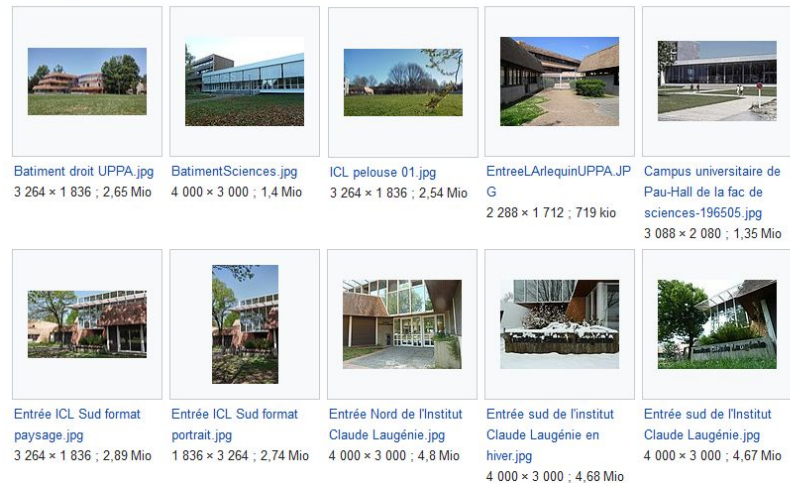 Batiment droit UPPA.jpg
3 264 × 1 836 ; 2,65 Mio
BatimentSciences.jpg
4 000 × 3 000 ; 1,4 Mio
ICL pelouse 01.jpg
3 264 × 1 836 ; 2,54 Mio
EntreeLArlequinUPPA.JP
G
2 288 × 1 712 ; 719 kio
Campus universitaire de
Pau-Hall de la fac de
sciences-196505.jpg
3 088 × 2 080 ; 1,35 Mio
Entrée ICL Sud format
paysage.jpg
3 264 × 1 836 ; 2,89 Mio
Entrée ICL Sud format
portrait.jpg
1 836 × 3 264 ; 2,74 Mio
Entrée Nord de l'Institut
Claude Laugénie.jpg
4 000 × 3 000 ; 4,8 Mio
Entrée sud de l'institut
Claude Laugénie en
hiver.jpg
4 000 × 3 000 ; 4,68 Mio
Entrée sud de l'Institut
Claude Laugénie.jpg
4 000 × 3 000 ; 4,67 Mio